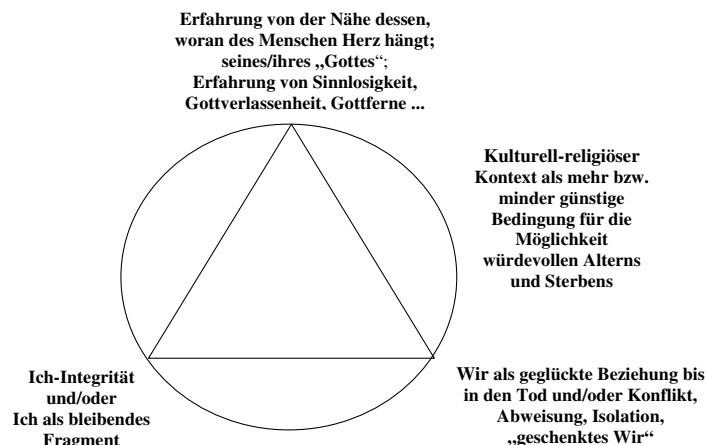 Erfahrung von der Nähe dessen,
woran des Menschen Herz hängt;
seines/ihres „Gottes“;
Erfahrung von Sinnlosigkeit,
Gottverlassenheit, Gottferne ...
Kulturell-religiöser
Kontext als mehr bzw.
minder günstige
Bedingung für die
Möglichkeit
würdevollen Alterns
und Sterbens
Ich-Integrität
und/oder
Ich als bleibendes
Fragment
Wir als geglückte Beziehung bis
in den Tod und/oder Konflikt,
Abweisung, Isolation,
„geschenktes Wir“